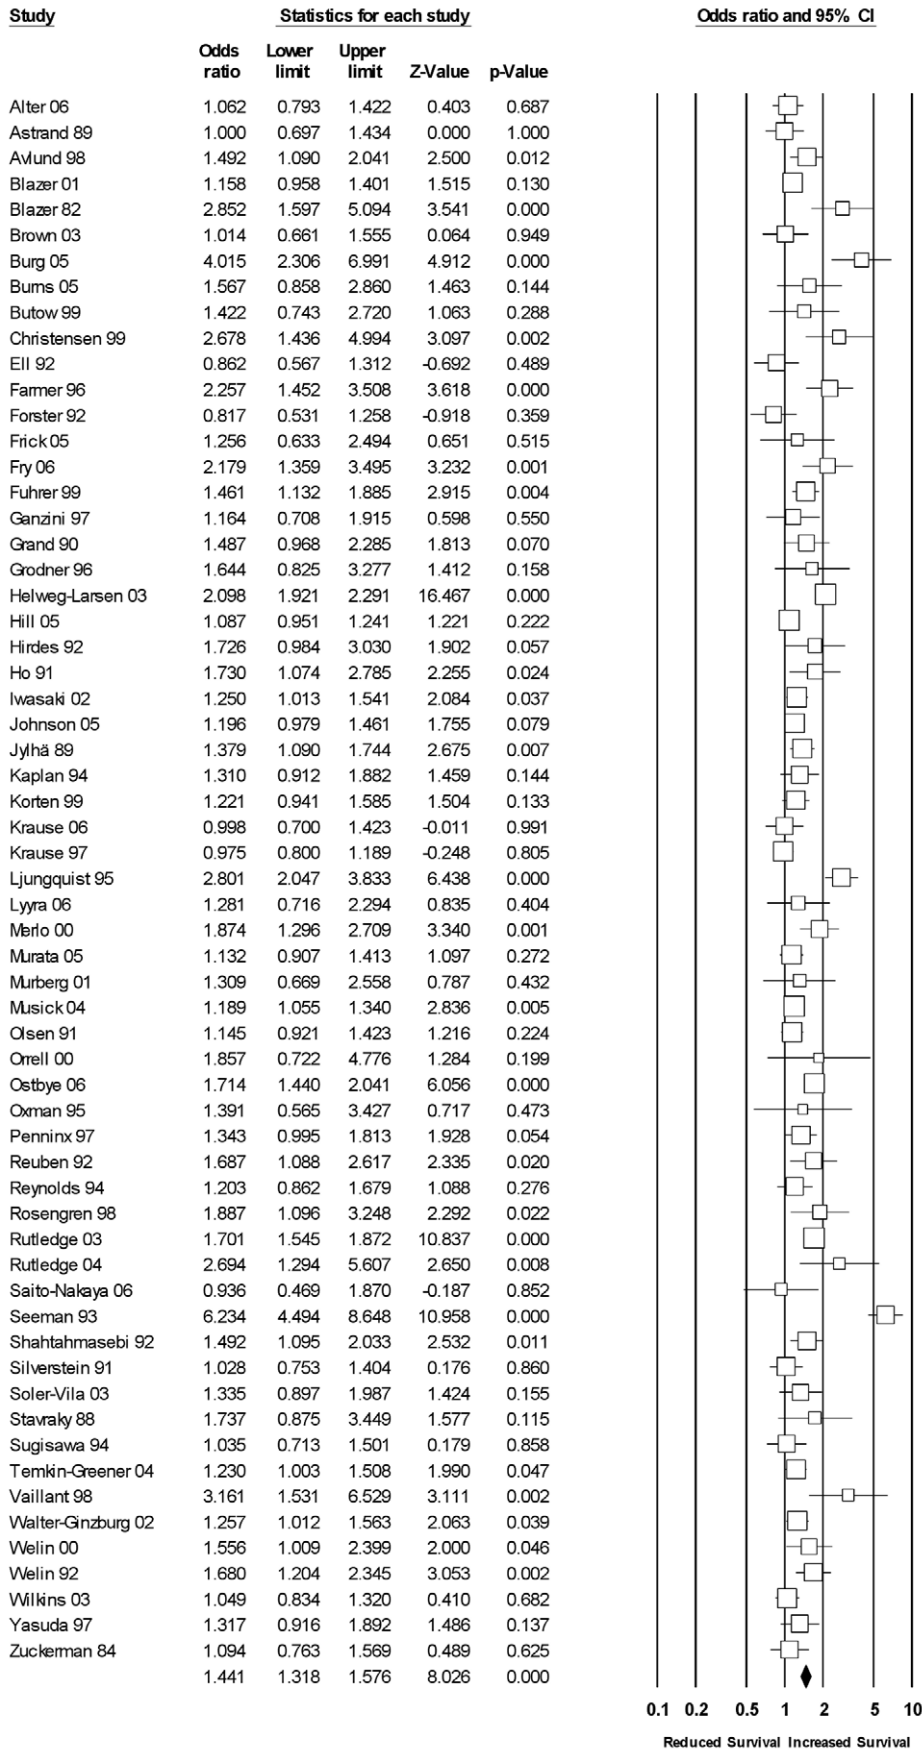 Study Statistics for each study Odds ratio and 95% CI
Odds Lower Upper
ratio limit limit Z-Value p-Value
Alter 06 1.062 0.793 1.422 0.403 0.687
Astrand 89 1.000 0.697 1.434 0.000 1.000
Avlund 98 1.492 1.090 2.041 2.500 0.012
Blazer 01 1.158 0.958 1.401 1.515 0.130
Blazer 82 2.852 1.597 5.094 3.541 0.000
Brown 03 1.014 0.661 1.555 0.064 0.949
Burg 05 4.015 2.306 6.991 4.912 0.000
Burns 05 1.567 0.858 2.860 1.463 0.144
Butow 99 1.422 0.743 2.720 1.063 0.288
Christensen 99 2.678 1.436 4.994 3.097 0.002
Ell 92 0.862 0.567 1.312 -0.692 0.489
Farmer 96 2.257 1.452 3.508 3.618 0.000
Forster 92 0.817 0.531 1.258 -0.918 0.359
Frick 05 1.256 0.633 2.494 0.651 0.515
Fry 06 2.179 1.359 3.495 3.232 0.001
Fuhrer 99 1.461 1.132 1.885 2.915 0.004
Ganzini 97 1.164 0.708 1.915 0.598 0.550
Grand 90 1.487 0.968 2.285 1.813 0.070
Grodner 96 1.644 0.825 3.277 1.412 0.158
Helweg-Larsen 03 2.098 1.921 2.291 16.467 0.000
Hill 05 1.087 0.951 1.241 1.221 0.222
Hirdes 92 1.726 0.984 3.030 1.902 0.057
Ho 91 1.730 1.074 2.785 2.255 0.024
Iwasaki 02 1.250 1.013 1.541 2.084 0.037
Johnson 05 1.196 0.979 1.461 1.755 0.079
Jylhä 89 1.379 1.090 1.744 2.675 0.007
Kaplan 94 1.310 0.912 1.882 1.459 0.144
Korten 99 1.221 0.941 1.585 1.504 0.133
Krause 06 0.998 0.700 1.423 -0.011 0.991
Krause 97 0.975 0.800 1.189 -0.248 0.805
Ljungquist 95 2.801 2.047 3.833 6.438 0.000
Lyyra 06 1.281 0.716 2.294 0.835 0.404
Merlo 00 1.874 1.296 2.709 3.340 0.001
Murata 05 1.132 0.907 1.413 1.097 0.272
Murberg 01 1.309 0.669 2.558 0.787 0.432
Musick 04 1.189 1.055 1.340 2.836 0.005
Olsen 91 1.145 0.921 1.423 1.216 0.224
Orrell 00 1.857 0.722 4.776 1.284 0.199
Ostbye 06 1.714 1.440 2.041 6.056 0.000
Oxman 95 1.391 0.565 3.427 0.717 0.473
Penninx 97 1.343 0.995 1.813 1.928 0.054
Reuben 92 1.687 1.088 2.617 2.335 0.020
Reynolds 94 1.203 0.862 1.679 1.088 0.276
Rosengren 98 1.887 1.096 3.248 2.292 0.022
Rutledge 03 1.701 1.545 1.872 10.837 0.000
Rutledge 04 2.694 1.294 5.607 2.650 0.008
Saito-Nakaya 06 0.936 0.469 1.870 -0.187 0.852
Seeman 93 6.234 4.494 8.648 10.958 0.000
Shahtahmasebi 92 1.492 1.095 2.033 2.532 0.011
Silverstein 91 1.028 0.753 1.404 0.176 0.860
Soler-Vila 03 1.335 0.897 1.987 1.424 0.155
Stavraky 88 1.737 0.875 3.449 1.577 0.115
Sugisawa 94 1.035 0.713 1.501 0.179 0.858
Temkin-Greener 04 1.230 1.003 1.508 1.990 0.047
Vaillant 98 3.161 1.531 6.529 3.111 0.002
Walter-Ginzburg 02 1.257 1.012 1.563 2.063 0.039
Welin 00 1.556 1.009 2.399 2.000 0.046
Welin 92 1.680 1.204 2.345 3.053 0.002
Wilkins 03 1.049 0.834 1.320 0.410 0.682
Yasuda 97 1.317 0.916 1.892 1.486 0.137
Zuckerman 84 1.094 0.763 1.569 0.489 0.625
1.441 1.318 1.576 8.026 0.000
0.1 0.2 0.5 1 2 5 10
Reduced Survival Increased Survival